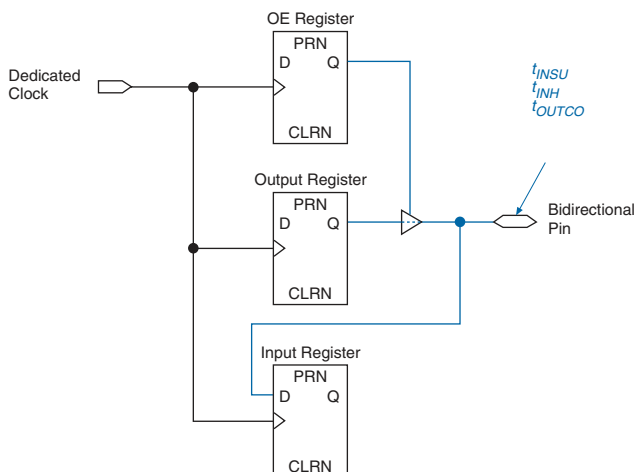 OE Register
PRN
D Q
CLRN
Dedicated
Clock
t_INSU
t_INH
t_OUTCO
Output Register
PRN
D Q
CLRN
Bidirectional
Pin
Input Register
PRN
D Q
CLRN